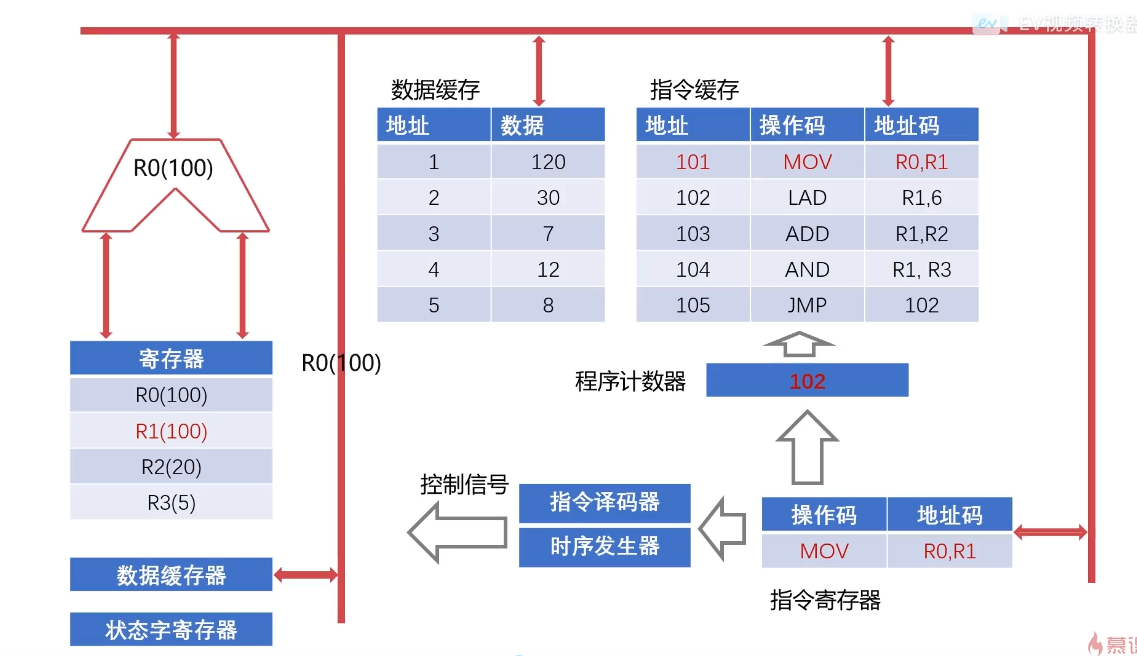 EV视频转换器
R0(100)
数据缓存
地址 数据
1 120
2 30
3 7
4 12
5 8
指令缓存
地址 操作码 地址码
101 MOV R0,R1
102 LAD R1,6
103 ADD R1,R2
104 AND R1, R3
105 JMP 102
寄存器
R0(100)
R1(100)
R2(20)
R3(5)
R0(100)
程序计数器 102
控制信号
指令译码器
时序发生器
操作码 地址码
MOV R0,R1
指令寄存器
数据缓存器
状态字寄存器
慕